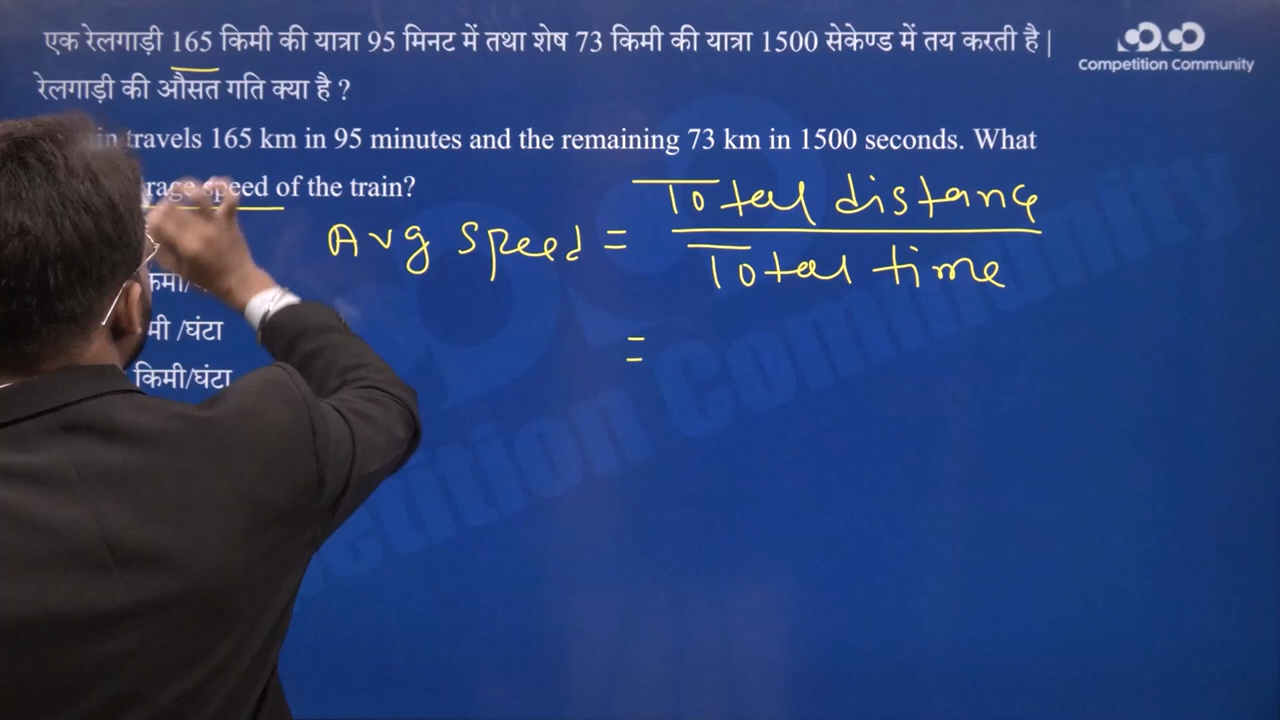 एक रेलगाड़ी 165 किमी की यात्रा 95 मिनट में तथा शेष 73 किमी की यात्रा 1500 सेकेण्ड में तय करती है |
रेलगाड़ी की औसत गति क्या है ?
travels 165 km in 95 minutes and the remaining 73 km in 1500 seconds. What
speed of the train?
Competition Community
Avg speed = Total distance
Total time
=
/घंटा
किमी/घंटा
Community